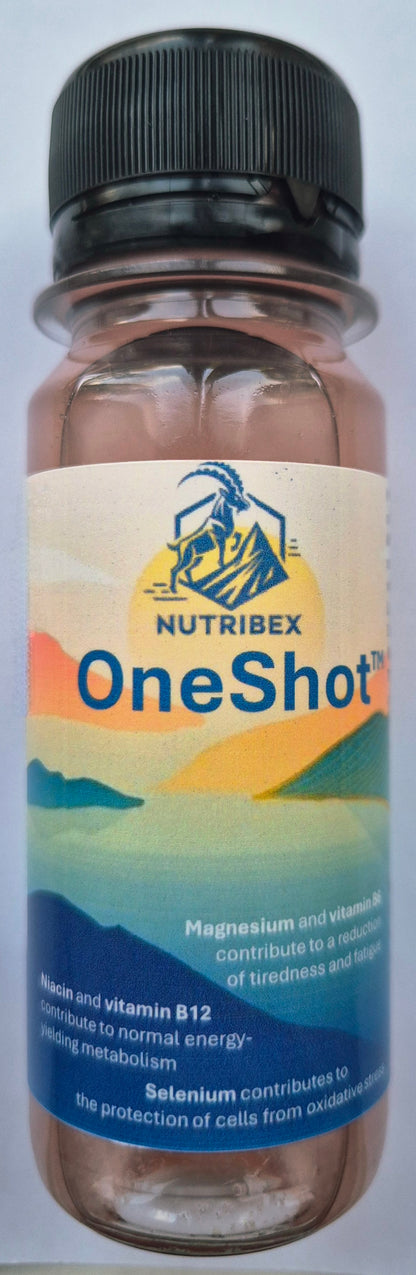 NUTRIBEX
OneShot™
Magnesium and vitamin B6
contribute to a reduction
of tiredness and fatigue
Niacin and vitamin B12
contribute to normal energy-
yielding metabolism
Selenium contributes to
the protection of cells from oxidative stress